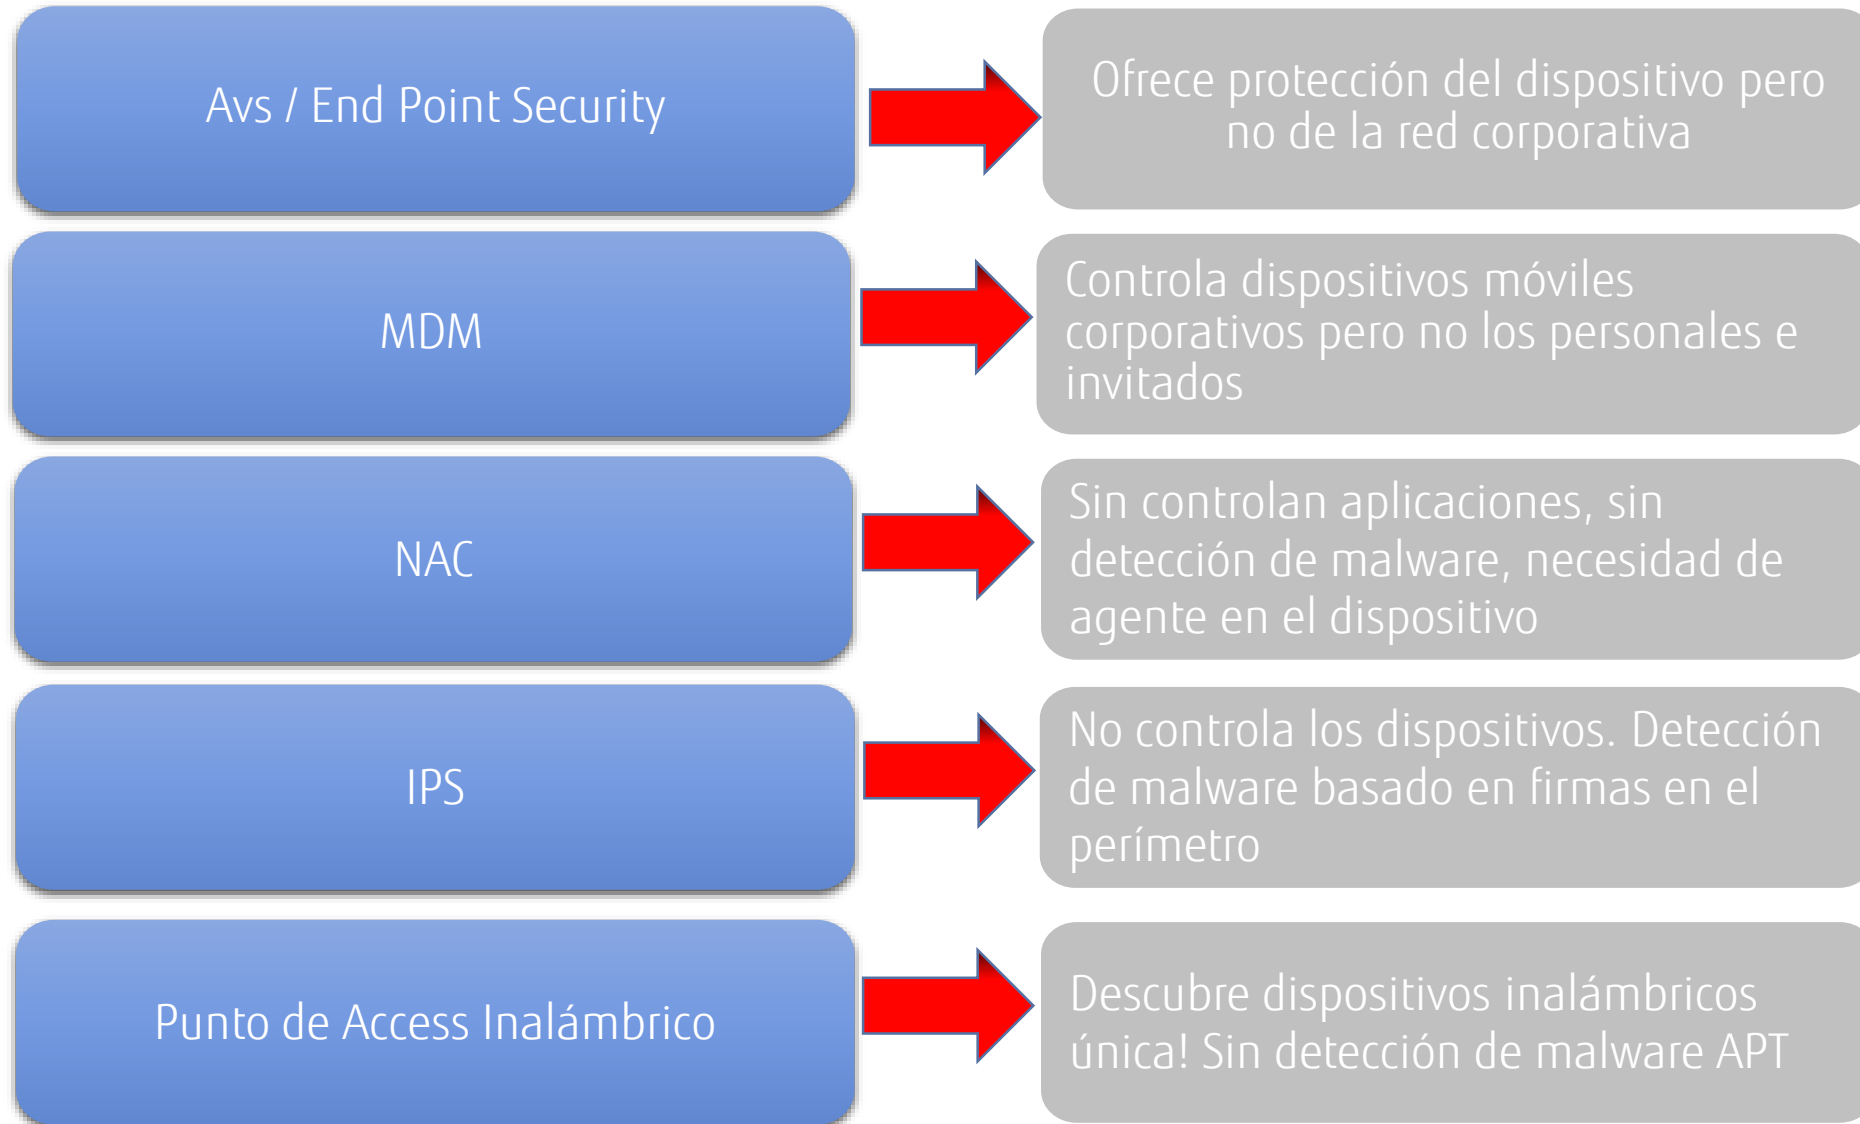 Avs / End Point Security
Ofrece protección del dispositivo pero
no de la red corporativa
MDM
Controla dispositivos móviles
corporativos pero no los personales e
invitados
NAC
Sin controlan aplicaciones, sin
detección de malware, necesidad de
agente en el dispositivo
IPS
No controla los dispositivos. Detección
de malware basado en firmas en el
perímetro
Punto de Access Inalámbrico
Descubre dispositivos inalámbricos
única! Sin detección de malware APT